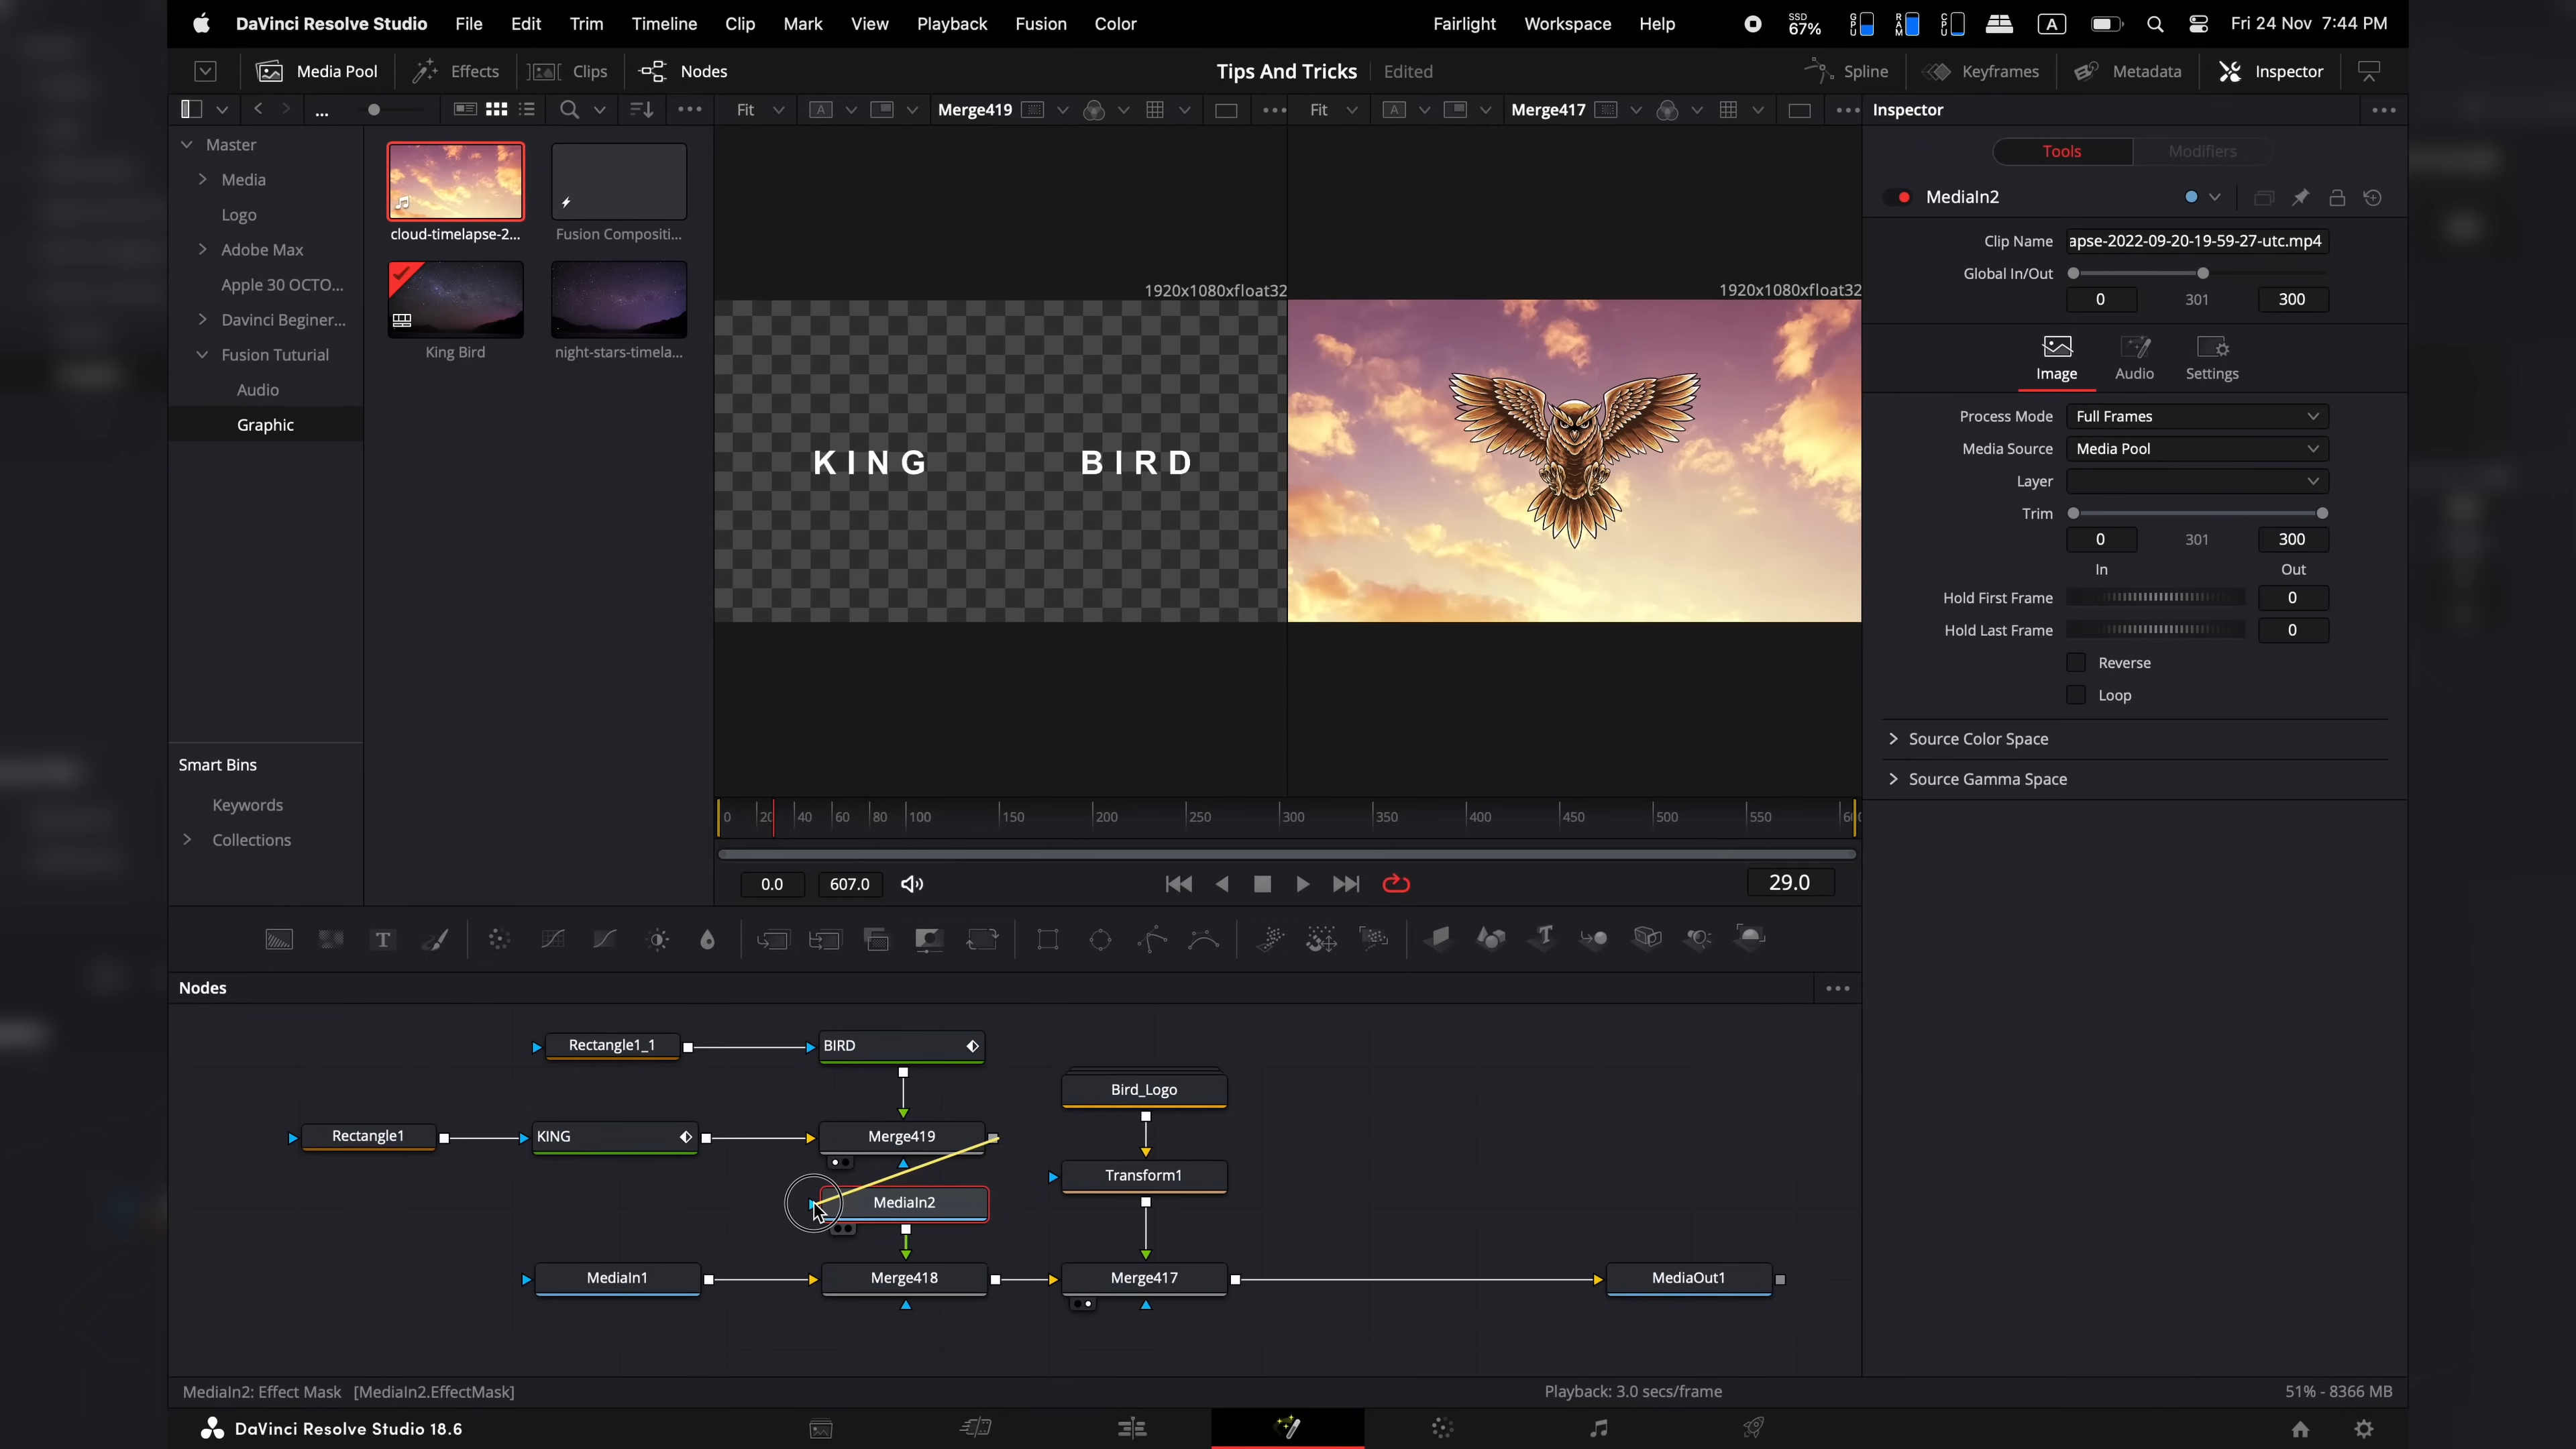 DaVinci Resolve Studio File Edit Trim Timeline Clip Mark View Playback Fusion Color Fairlight Workspace Help SSD 67% GPU RAM CPU A Fri 24 Nov 7:44 PM
Media Pool Effects Clips Nodes Tips And Tricks Edited Spline Keyframes Metadata Inspector
... Fit A Merge419 Fit A Merge417 Inspector
Master
Media
Logo
Adobe Max
Apple 30 OCTO...
Davinci Beginer...
Fusion Tuturial
Audio
Graphic
cloud-timelapse-2...
Fusion Compositi...
King Bird
night-stars-timela...
Smart Bins
Keywords
Collections
1920x1080xfloat32
KING BIRD
1920x1080xfloat32
0 20 40 60 80 100 150 200 250 300 350 400 450 500 550
0.0 607.0 29.0
Tools Modifiers
MediaIn2
Clip Name apse-2022-09-20-19-59-27-utc.mp4
Global In/Out
0 301 300
Image Audio Settings
Process Mode Full Frames
Media Source Media Pool
Layer
Trim
0 301 300
In Out
Hold First Frame 0
Hold Last Frame 0
Reverse
Loop
Source Color Space
Source Gamma Space
T T
Nodes
Rectangle1_1 BIRD
Bird_Logo
Rectangle1 KING Merge419
Transform1
MediaIn2
MediaIn1 Merge418 Merge417 MediaOut1
MediaIn2: Effect Mask [MediaIn2.EffectMask] Playback: 3.0 secs/frame 51% - 8366 MB
DaVinci Resolve Studio 18.6